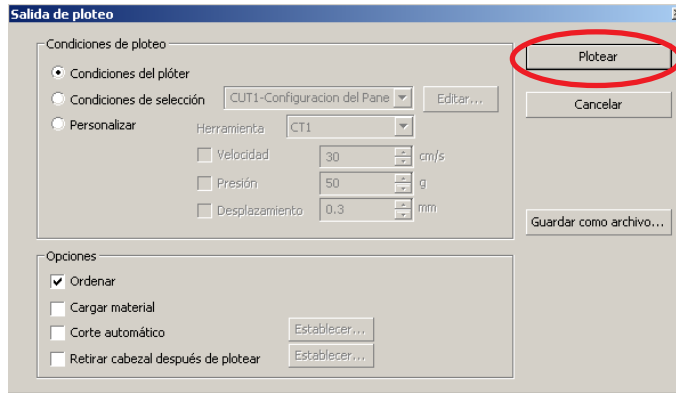 Salida de ploteo
Condiciones de ploteo
Plotear
Condiciones del plóter
Condiciones de selección CUT1-Configuracion del Pane Editar...
Cancelar
Personalizar
Herramienta CT1
Velocidad 30 cm/s
Presión 50 g
Desplazamiento 0.3 mm
Guardar como archivo...
Opciones
Ordenar
Cargar material
Corte automático Establecer...
Retirar cabezal después de plotear Establecer...